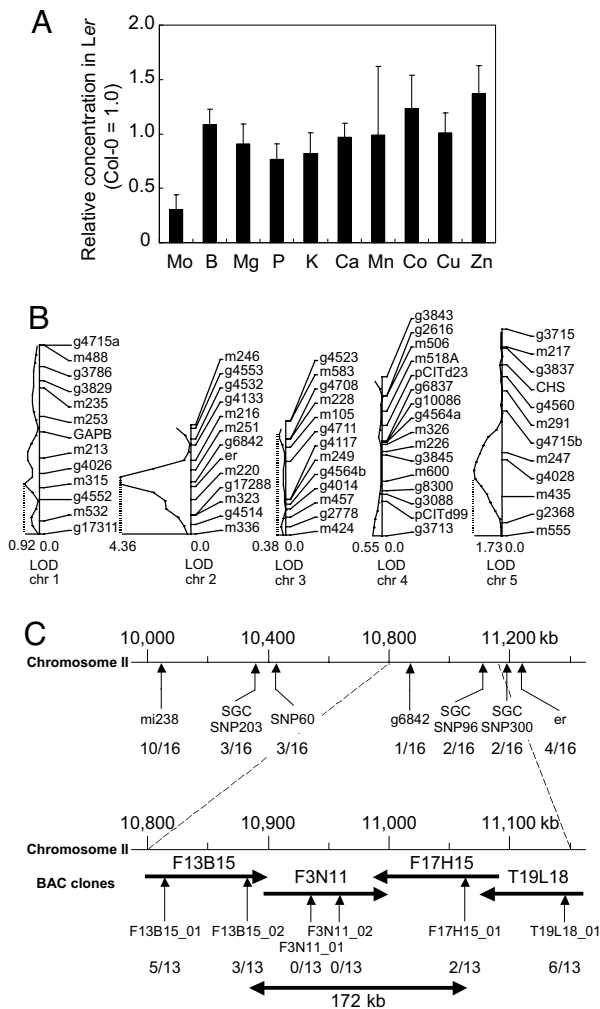 A
Relative concentration in Ler
(Col-0 = 1.0)
2.0
1.5
1.0
0.5
0
Mo B Mg P K Ca Mn Co Cu Zn
B
g4715a
m488
g3786
g3829
m235
m253
GAPB
m213
g4026
m315
g4552
m532
g17311
0.92 0.0
LOD
chr 1
m246
g4553
g4532
g4133
m216
m251
g6842
er
m220
g17288
m323
g4514
m336
4.36 0.0
LOD
chr 2
g4523
m583
g4708
m228
m105
g4711
g4117
m249
g4564b
g4014
m457
g2778
m424
0.38 0.0
LOD
chr 3
g3843
g2616
m506
m518A
pCITd23
g6837
g10086
g4564a
m326
m226
g3845
m600
g8300
g3088
pCITd99
g3713
0.55 0.0
LOD
chr 4
g3715
m217
g3837
CHS
g4560
m291
g4715b
m247
g4028
m435
g2368
m555
1.73 0.0
LOD
chr 5
C
10,000 10,400 10,800 11,200 kb
Chromosome II
mi238 SGC SNP203 SNP60 g6842 SGC SNP96 SGC SNP300 er
10/16 3/16 3/16 1/16 2/16 2/16 4/16
10,800 10,900 11,000 11,100
Chromosome II
F13B15 F3N11 F17H15 T19L18
BAC clones
F13B15_01 F13B15_02 F3N11_01 F3N11_02 F17H15_01 T19L18_01
5/13 3/13 0/13 0/13 2/13 6/13
172 kb